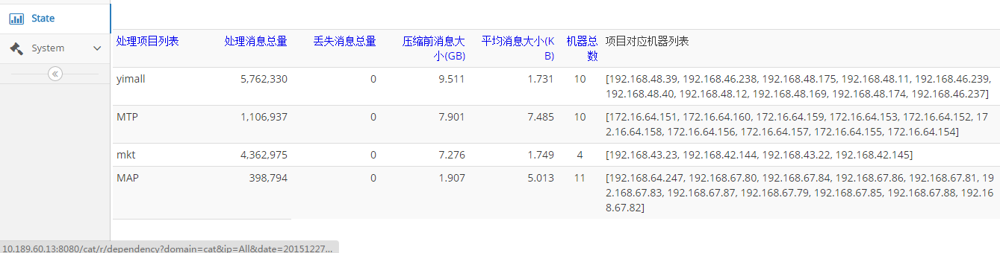 State
System
处理项目列表 处理消息总量 丢失消息总量 压缩前消息大小(GB) 平均消息大小(KB) 机器总数 项目对应机器列表
yimall 5,762,330 0 9.511 1.731 10 [192.168.48.39, 192.168.46.238, 192.168.48.175, 192.168.48.11, 192.168.46.239,
192.168.48.40, 192.168.48.12, 192.168.48.169, 192.168.48.174, 192.168.46.237]
MTP 1,106,937 0 7.901 7.485 10 [172.16.64.151, 172.16.64.160, 172.16.64.159, 172.16.64.153, 172.16.64.152, 17
2.16.64.158, 172.16.64.156, 172.16.64.157, 172.16.64.155, 172.16.64.154]
mkt 4,362,975 0 7.276 1.749 4 [192.168.43.23, 192.168.42.144, 192.168.43.22, 192.168.42.145]
MAP 398,794 0 1.907 5.013 11 [192.168.64.247, 192.168.67.80, 192.168.67.84, 192.168.67.86, 192.168.67.81, 19
2.168.67.83, 192.168.67.87, 192.168.67.79, 192.168.67.85, 192.168.67.88, 192.16
8.67.82]
10.189.60.13:8080/cat/r/dependency?domain=cat&ip=All&date=20151227...